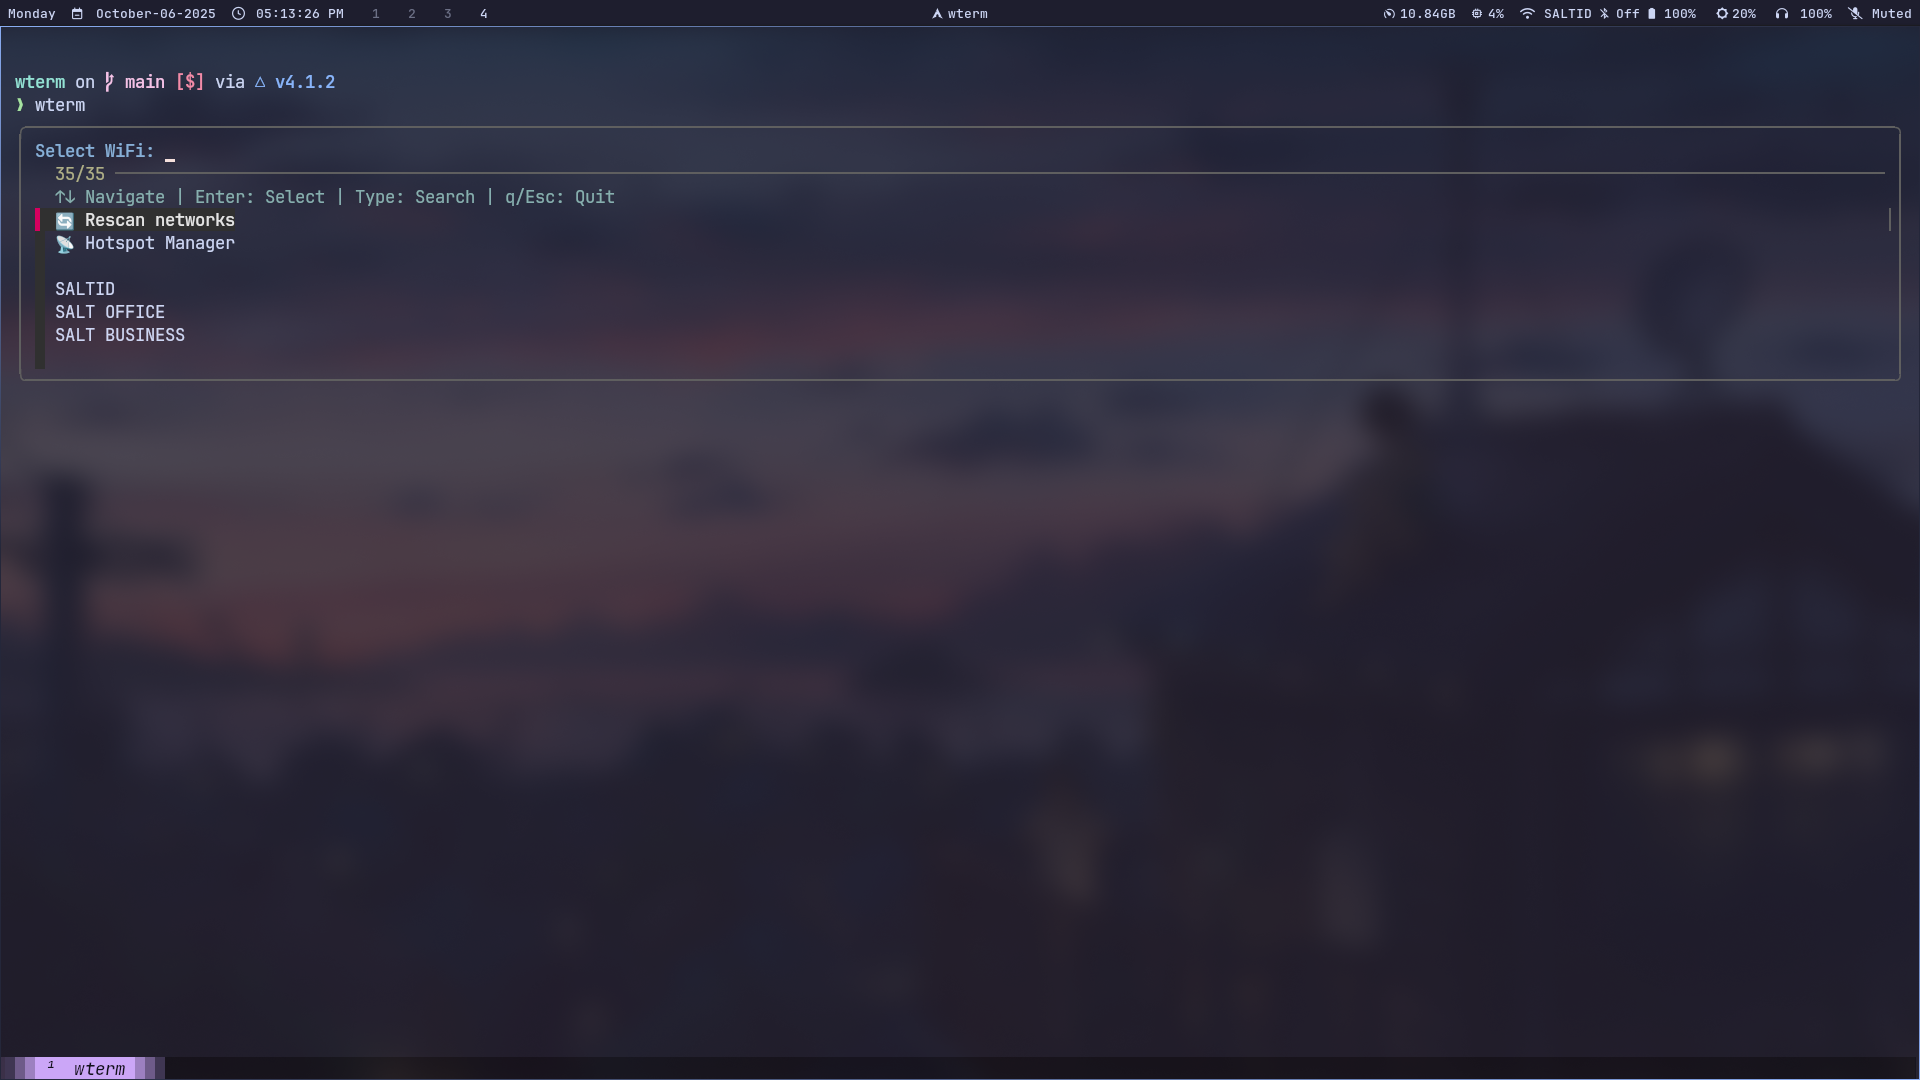 Monday October-06-2025 05:13:26 PM 1 2 3 4 wterm 10.84GB 4% SALTID Off 100% 20% 100% Muted
wterm on main [$] via △ v4.1.2
❱ wterm
Select WiFi: _
35/35
↑↓ Navigate | Enter: Select | Type: Search | q/Esc: Quit
🔄 Rescan networks
📡 Hotspot Manager
SALTID
SALT OFFICE
SALT BUSINESS
1 wterm